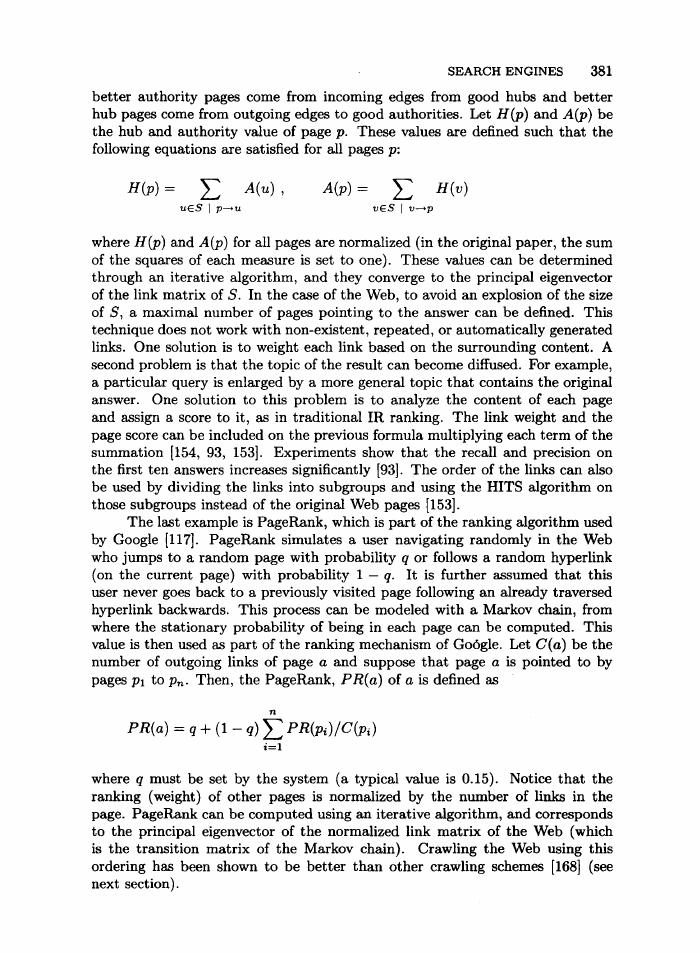 SEARCH ENGINES 381
better authority pages come from incoming edges from good hubs and better
hub pages come from outgoing edges to good authorities. Let H(p) and A(p) be
the hub and authority value of page p. These values are defined such that the
following equations are satisfied for all pages p:
H(p) = ∑ A(u) , A(p) = ∑ H(v)
u∈S | p→u v∈S | v→p
where H(p) and A(p) for all pages are normalized (in the original paper, the sum
of the squares of each measure is set to one). These values can be determined
through an iterative algorithm, and they converge to the principal eigenvector
of the link matrix of S. In the case of the Web, to avoid an explosion of the size
of S, a maximal number of pages pointing to the answer can be defined. This
technique does not work with non-existent, repeated, or automatically generated
links. One solution is to weight each link based on the surrounding content. A
second problem is that the topic of the result can become diffused. For example,
a particular query is enlarged by a more general topic that contains the original
answer. One solution to this problem is to analyze the content of each page
and assign a score to it, as in traditional IR ranking. The link weight and the
page score can be included on the previous formula multiplying each term of the
summation [154, 93, 153]. Experiments show that the recall and precision on
the first ten answers increases significantly [93]. The order of the links can also
be used by dividing the links into subgroups and using the HITS algorithm on
those subgroups instead of the original Web pages [153].
The last example is PageRank, which is part of the ranking algorithm used
by Google [117]. PageRank simulates a user navigating randomly in the Web
who jumps to a random page with probability q or follows a random hyperlink
(on the current page) with probability 1 − q. It is further assumed that this
user never goes back to a previously visited page following an already traversed
hyperlink backwards. This process can be modeled with a Markov chain, from
where the stationary probability of being in each page can be computed. This
value is then used as part of the ranking mechanism of Google. Let C(a) be the
number of outgoing links of page a and suppose that page a is pointed to by
pages p₁ to pₙ. Then, the PageRank, PR(a) of a is defined as
n
PR(a) = q + (1 − q) ∑ PR(pᵢ)/C(pᵢ)
i=1
where q must be set by the system (a typical value is 0.15). Notice that the
ranking (weight) of other pages is normalized by the number of links in the
page. PageRank can be computed using an iterative algorithm, and corresponds
to the principal eigenvector of the normalized link matrix of the Web (which
is the transition matrix of the Markov chain). Crawling the Web using this
ordering has been shown to be better than other crawling schemes [168] (see
next section).